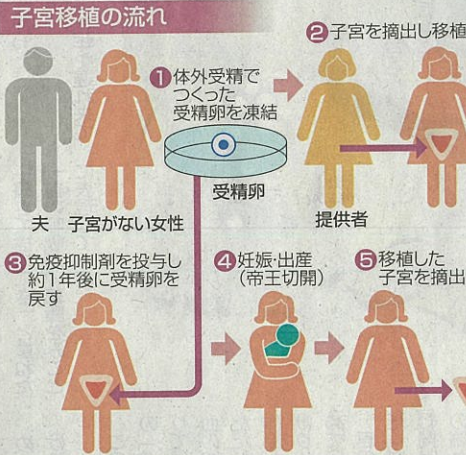 子宮移植の流れ
❶体外受精で
つくった
受精卵を凍結
❷子宮を摘出し移植
受精卵
夫
子宮がない女性
提供者
❸免疫抑制剤を投与し
約1年後に受精卵を
戻す
❹妊娠・出産
(帝王切開)
❺移植した
子宮を摘出